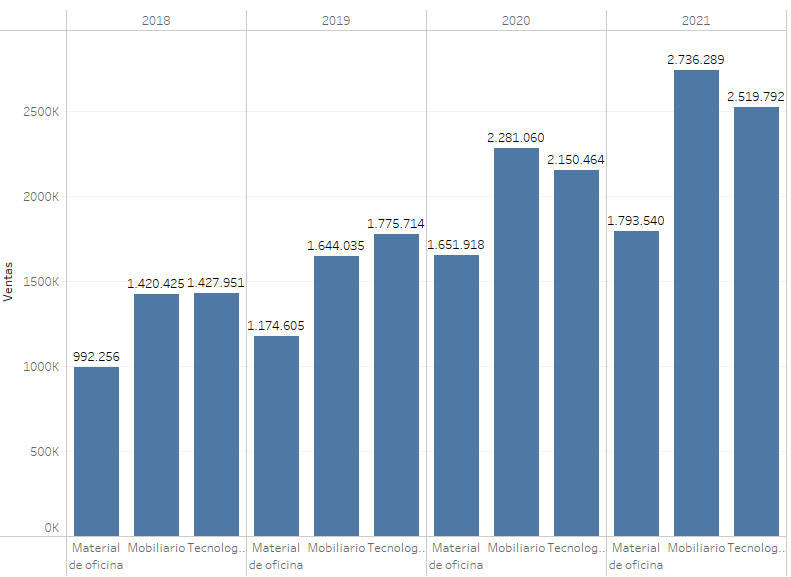 2018 2019 2020 2021
2.736.289
2.519.792
2500K
2.281.060
2.150.464
2000K
1.793.540
1.775.714
1.644.035 1.651.918
1500K
1.420.425 1.427.951
1.174.605
1000K
992.256
500K
0K
Ventas
Material Mobiliario Tecnolog.. Material Mobiliario Tecnolog.. Material Mobiliario Tecnolog.. Material Mobiliario Tecnolog..
de oficina de oficina de oficina de oficina